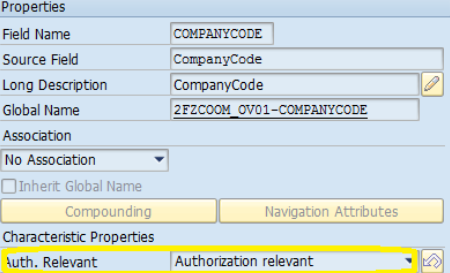 Properties
Field Name COMPANYCODE
Source Field CompanyCode
Long Description CompanyCode
Global Name 2FZCOOM_OV01-COMPANYCODE
Association
No Association
Inherit Global Name
Compounding Navigation Attributes
Characteristic Properties
Auth. Relevant Authorization relevant